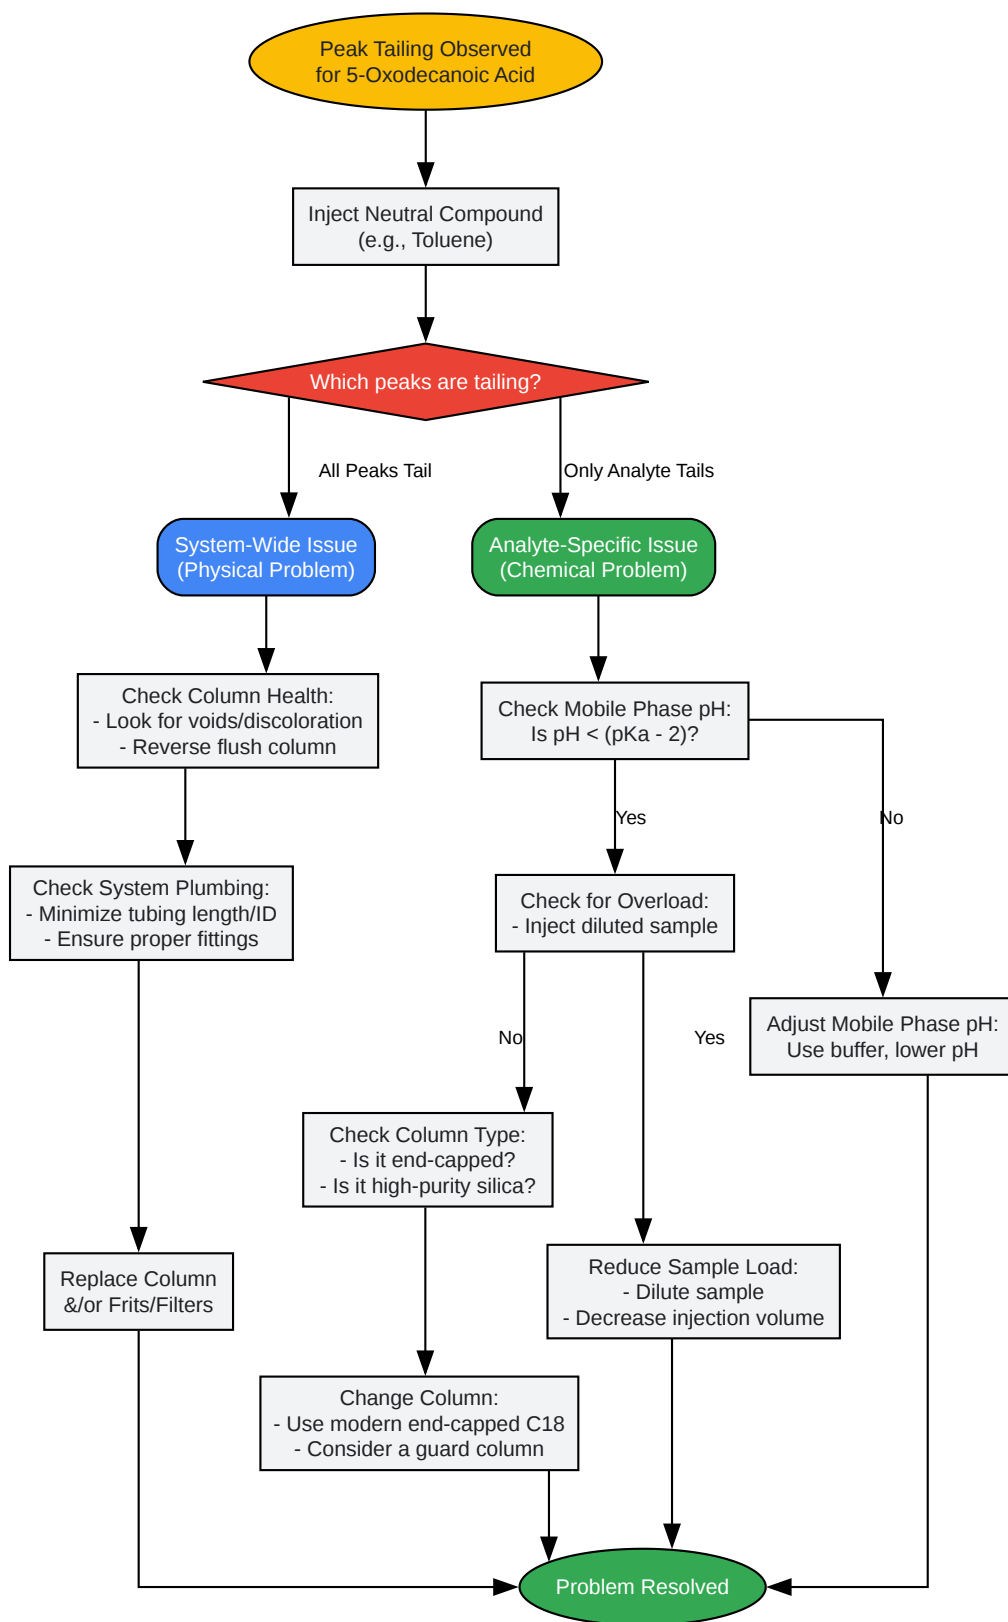 Peak Tailing Observed
for 5-Oxodecanoic Acid
Inject Neutral Compound
(e.g., Toluene)
Which peaks are tailing?
All Peaks Tail
Only Analyte Tails
System-Wide Issue
(Physical Problem)
Analyte-Specific Issue
(Chemical Problem)
Check Column Health:
- Look for voids/discoloration
- Reverse flush column
Check Mobile Phase pH:
Is pH < (pKa - 2)?
Yes
No
Check System Plumbing:
- Minimize tubing length/ID
- Ensure proper fittings
Check for Overload:
- Inject diluted sample
No
Yes
Adjust Mobile Phase pH:
Use buffer, lower pH
Check Column Type:
- Is it end-capped?
- Is it high-purity silica?
Replace Column
&/or Frits/Filters
Reduce Sample Load:
- Dilute sample
- Decrease injection volume
Change Column:
- Use modern end-capped C18
- Consider a guard column
Problem Resolved